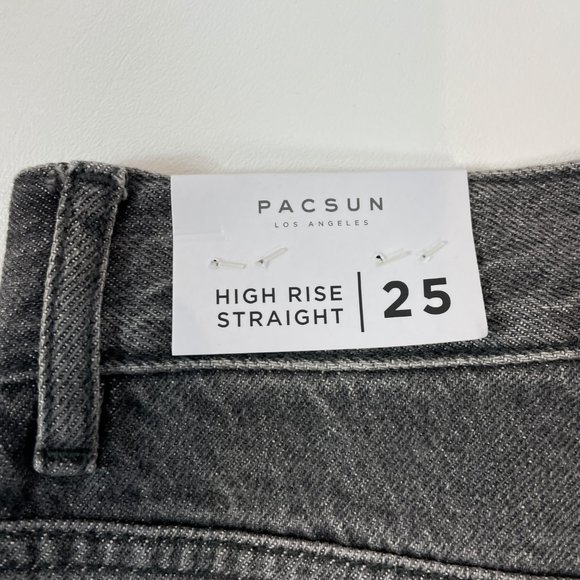 PACSUN
LOS ANGELES
HIGH RISE
STRAIGHT
25